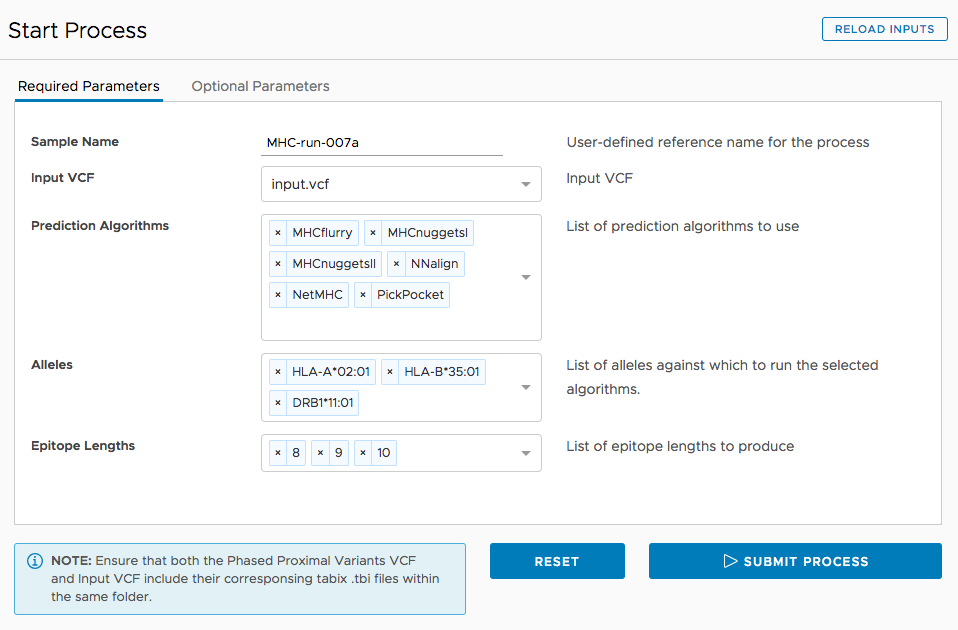 Start Process
RELOAD INPUTS
Required Parameters
Optional Parameters
Sample Name
MHC-run-007a
User-defined reference name for the process
Input VCF
input.vcf
Input VCF
Prediction Algorithms
× MHCflurry × MHCnuggetsI
× MHCnuggetsII × NNalign
× NetMHC × PickPocket
List of prediction algorithms to use
Alleles
× HLA-A*02:01 × HLA-B*35:01
× DRB1*11:01
List of alleles against which to run the selected
algorithms.
Epitope Lengths
× 8 × 9 × 10
List of epitope lengths to produce
NOTE: Ensure that both the Phased Proximal Variants VCF
and Input VCF include their corresponsing tabix .tbi files within
the same folder.
RESET
SUBMIT PROCESS